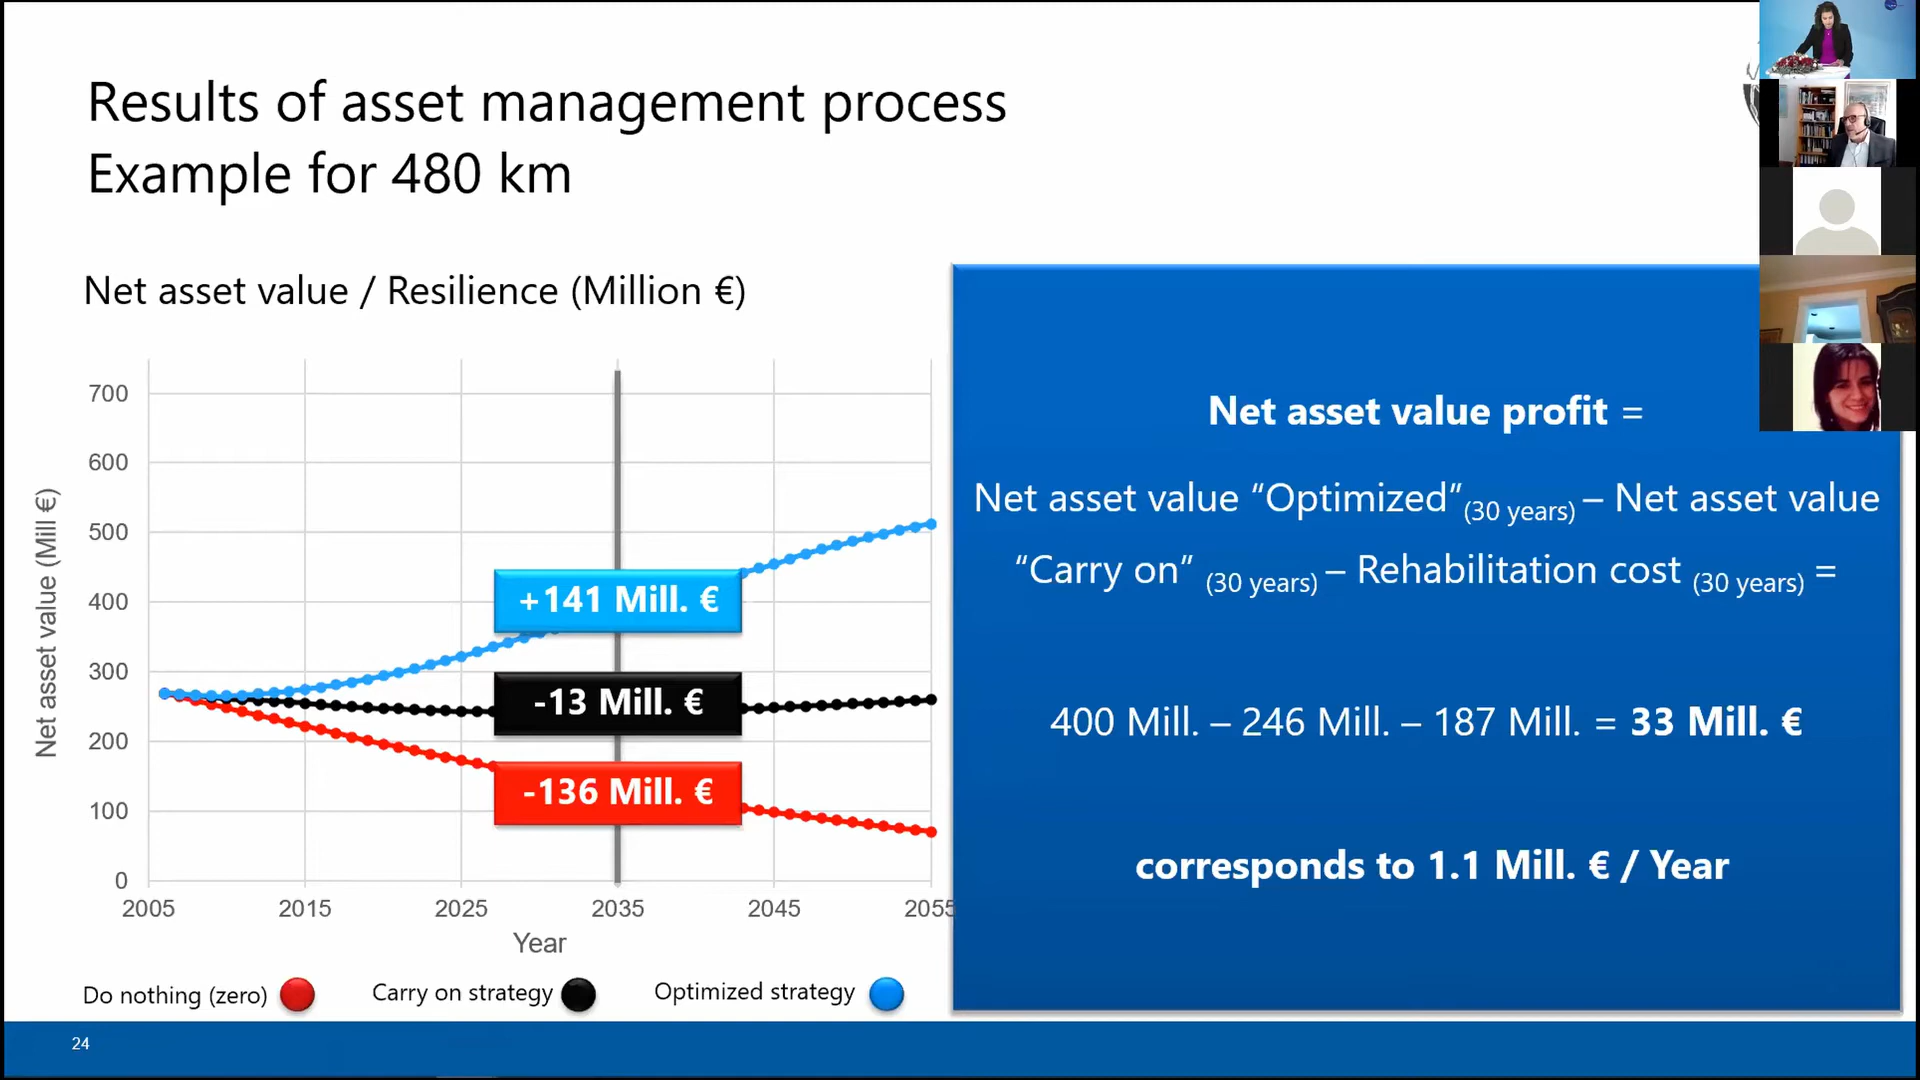 Results of asset management process
Example for 480 km
Net asset value / Resilience (Million €)
Net asset value (Mill €)
700
600
500
400
300
200
100
0
+141 Mill. €
-13 Mill. €
-136 Mill. €
2005 2015 2025 2035 2045 2055
Year
Do nothing (zero) Carry on strategy Optimized strategy
Net asset value profit =
Net asset value “Optimized”(30 years) – Net asset value
“Carry on” (30 years) – Rehabilitation cost (30 years) =
400 Mill. – 246 Mill. – 187 Mill. = 33 Mill. €
corresponds to 1.1 Mill. € / Year
24